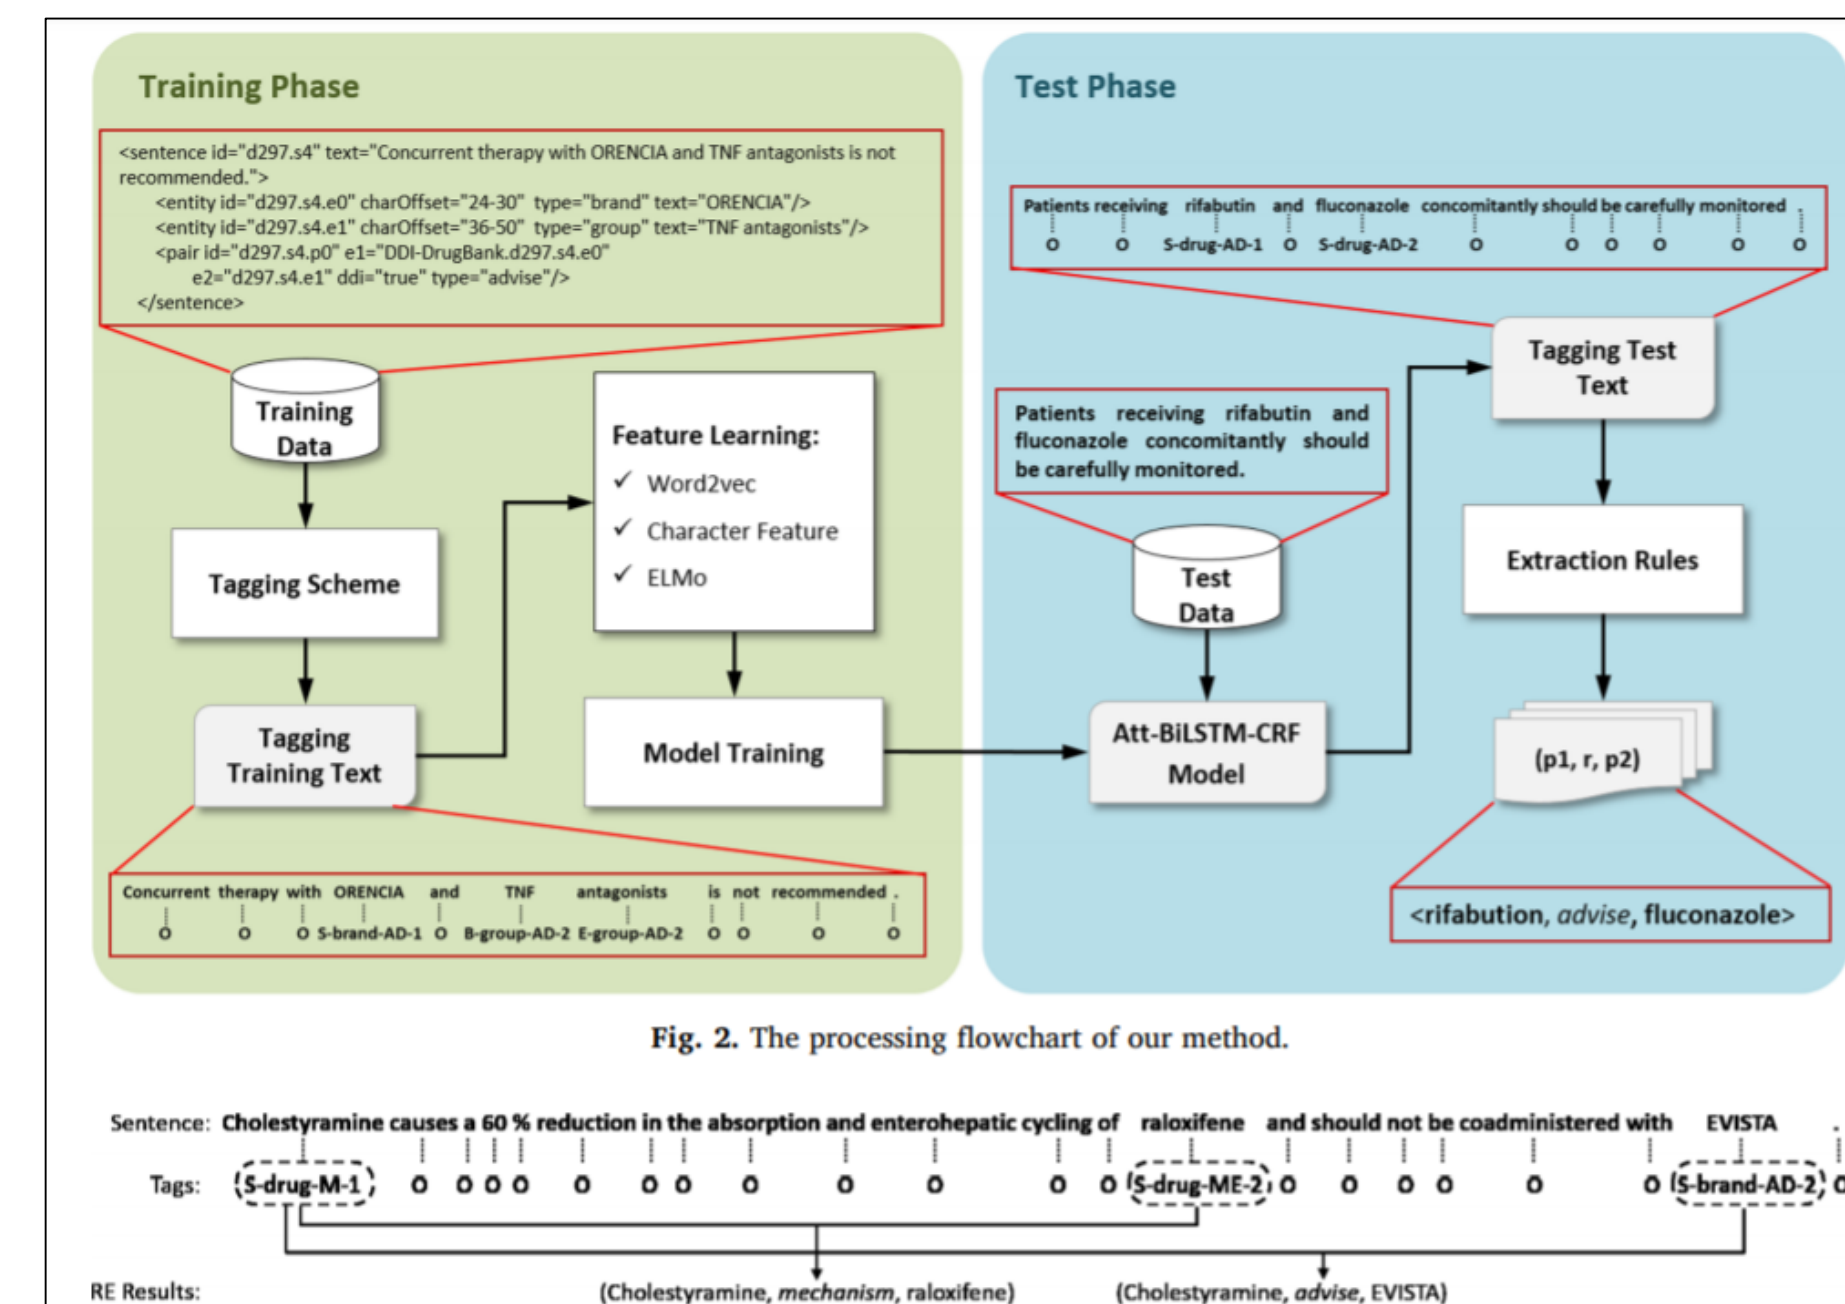 Training Phase
<sentence id="d297.s4" text="Concurrent therapy with ORENCIA and TNF antagonists is not
recommended.">
<entity id="d297.s4.e0" charOffset="24-30" type="brand" text="ORENCIA"/>
<entity id="d297.s4.e1" charOffset="36-50" type="group" text="TNF antagonists"/>
<pair id="d297.s4.p0" e1="DDI-DrugBank.d297.s4.e0"
e2="d297.s4.e1" ddi="true" type="advise"/>
</sentence>
Training
Data
Tagging Scheme
Tagging
Training Text
Feature Learning:
✓ Word2vec
✓ Character Feature
✓ ELMo
Model Training
Concurrent therapy with ORENCIA and TNF antagonists is not recommended .
O O O S-brand-AD-1 O B-group-AD-2 E-group-AD-2 O O O O
Test Phase
Patients receiving rifabutin and fluconazole concomitantly should be carefully monitored .
O O S-drug-AD-1 O S-drug-AD-2 O O O O O O
Patients receiving rifabutin and
fluconazole concomitantly should
be carefully monitored.
Test
Data
Att-BiLSTM-CRF
Model
Tagging Test
Text
Extraction Rules
(p1, r, p2)
<rifabution, advise, fluconazole>
Fig. 2. The processing flowchart of our method.
Sentence: Cholestyramine causes a 60 % reduction in the absorption and enterohepatic cycling of raloxifene and should not be coadministered with EVISTA .
Tags: S-drug-M-1 O O O O O O O O O O O O S-drug-ME-2 O O O O O O S-brand-AD-2 O
RE Results: (Cholestyramine, mechanism, raloxifene) (Cholestyramine, advise, EVISTA)